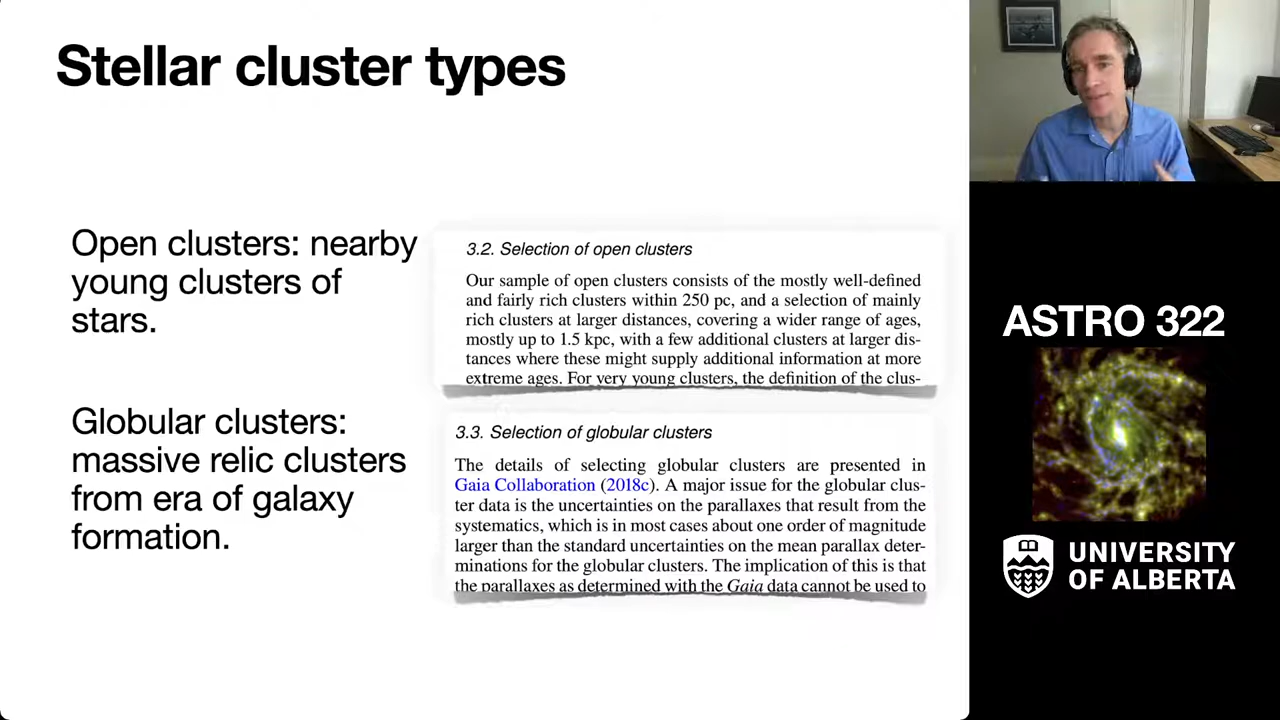 Stellar cluster types
Open clusters: nearby
young clusters of
stars.
3.2. Selection of open clusters
Our sample of open clusters consists of the mostly well-defined
and fairly rich clusters within 250 pc, and a selection of mainly
rich clusters at larger distances, covering a wider range of ages,
mostly up to 1.5 kpc, with a few additional clusters at larger dis-
tances where these might supply additional information at more
extreme ages. For very young clusters, the definition of the clus-
Globular clusters:
massive relic clusters
from era of galaxy
formation.
3.3. Selection of globular clusters
The details of selecting globular clusters are presented in
Gaia Collaboration (2018c). A major issue for the globular clus-
ter data is the uncertainties on the parallaxes that result from the
systematics, which is in most cases about one order of magnitude
larger than the standard uncertainties on the mean parallax deter-
minations for the globular clusters. The implication of this is that
the parallaxes as determined with the Gaia data cannot be used to
ASTRO 322
UNIVERSITY
OF ALBERTA